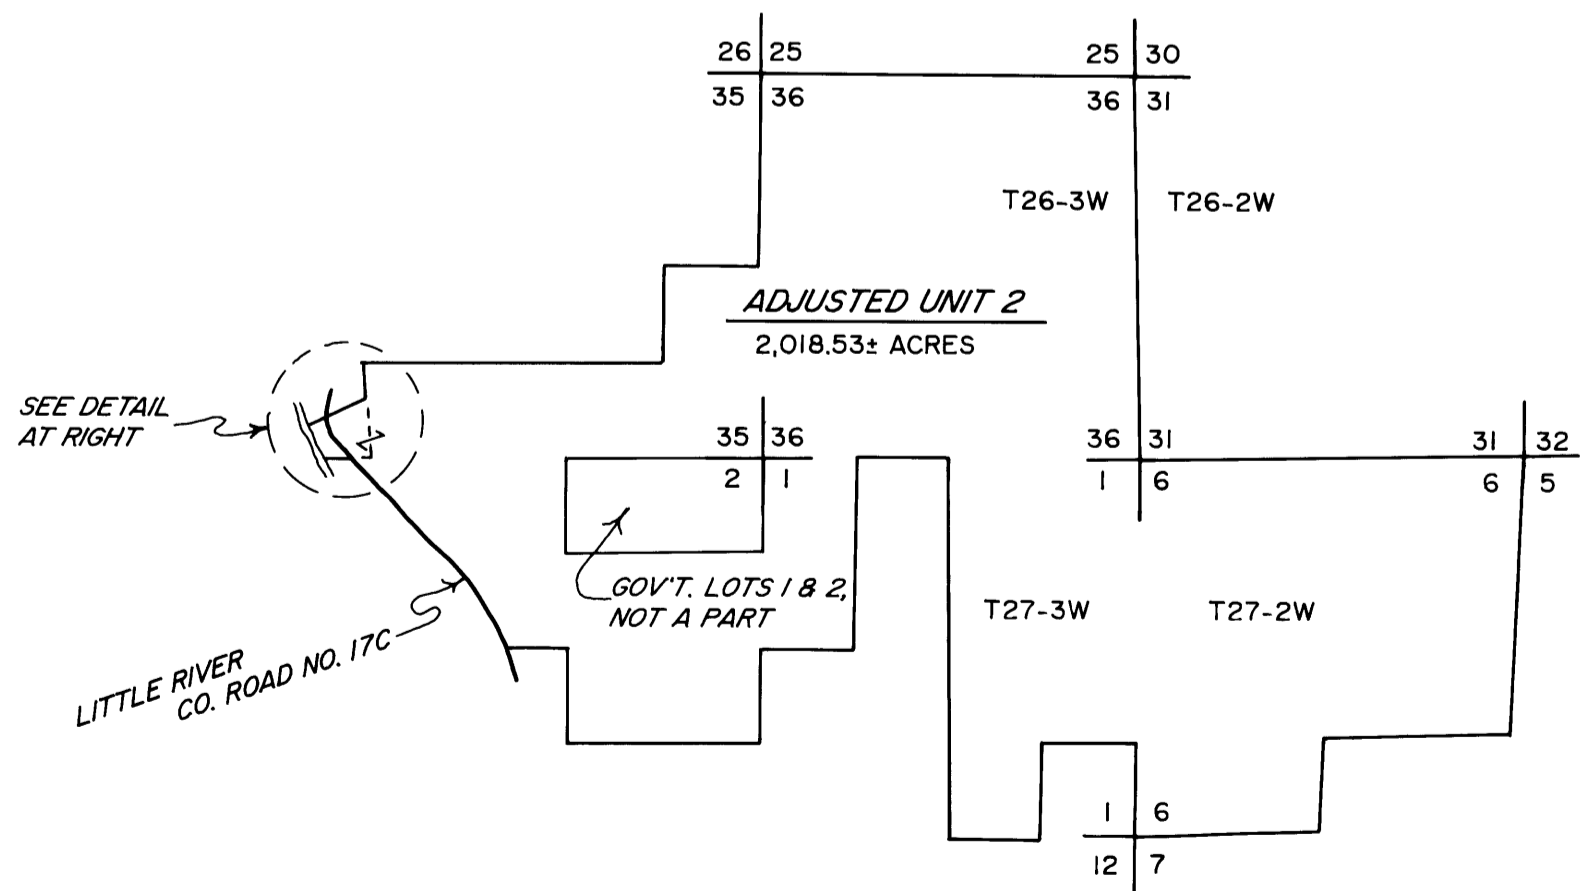 26 25
25 30
35 36
36 31
T26-3W
T26-2W
ADJUSTED UNIT 2
2,018.53± ACRES
SEE DETAIL
AT RIGHT
35 36
2 1
36 31
1 6
31 32
6 5
GOV'T. LOTS 1 & 2,
NOT A PART
T27-3W
T27-2W
LITTLE RIVER
CO. ROAD NO. 17C
1 6
12 7